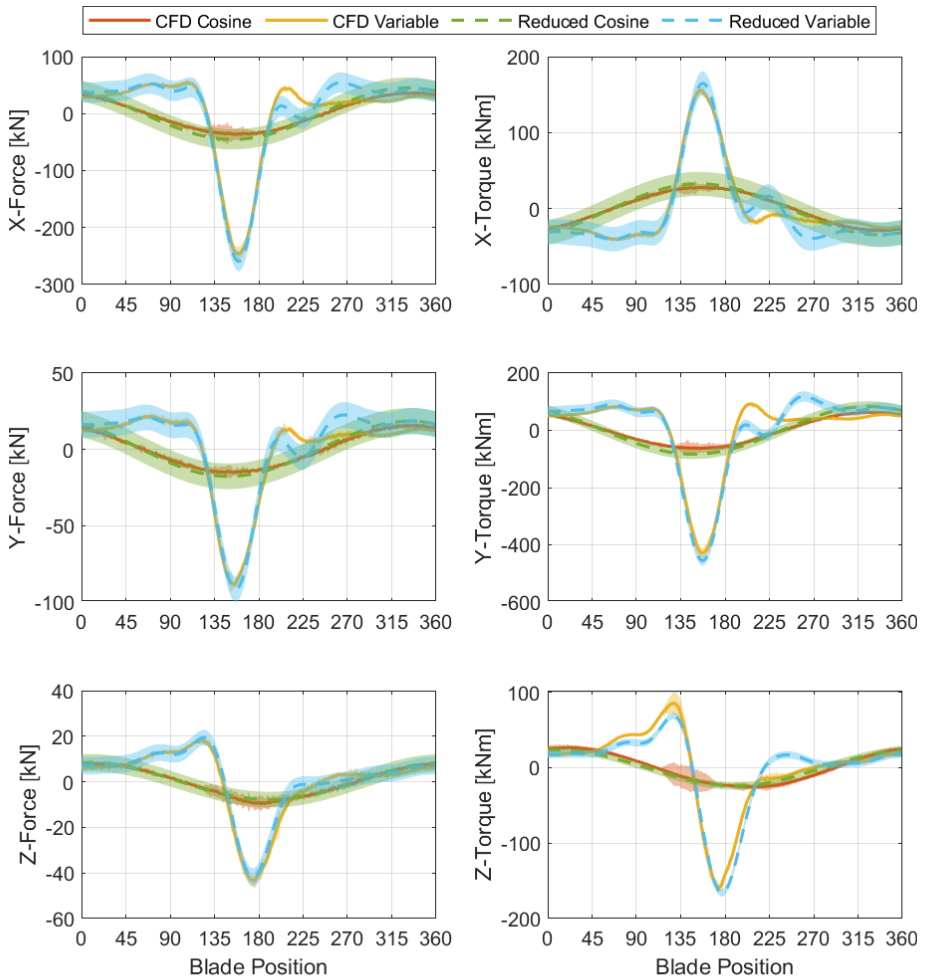 CFD Cosine CFD Variable Reduced Cosine Reduced Variable
100
0
-100
-200
-300
X-Force [kN]
0 45 90 135 180 225 270 315 360
200
100
0
-100
X-Torque [kNm]
0 45 90 135 180 225 270 315 360
50
0
-50
-100
Y-Force [kN]
0 45 90 135 180 225 270 315 360
200
0
-200
-400
-600
Y-Torque [kNm]
0 45 90 135 180 225 270 315 360
40
20
0
-20
-40
-60
Z-Force [kN]
0 45 90 135 180 225 270 315 360
Blade Position
100
0
-100
-200
Z-Torque [kNm]
0 45 90 135 180 225 270 315 360
Blade Position